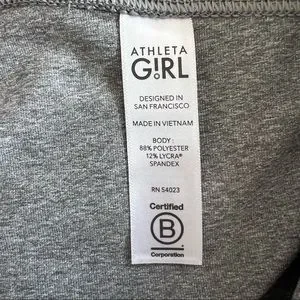 ATHLETA
GIRL
DESIGNED IN
SAN FRANCISCO
MADE IN VIETNAM
BODY :
88% POLYESTER
12% LYCRA®
SPANDEX
RN 54023
Certified
B
Corporation